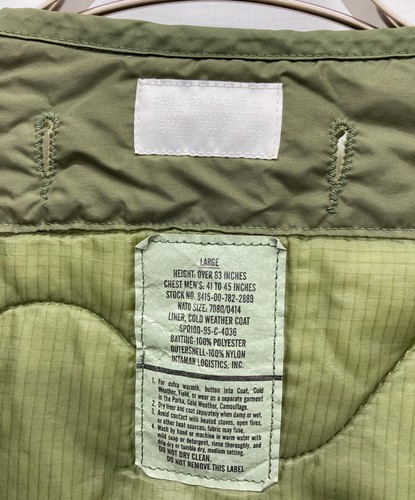 LARGE
HEIGHT: OVER 63 INCHES
CHEST MEN'S: 41 TO 45 INCHES
STOCK NO. 8415-00-782-2889
NATO SIZE: 7080/0414
LINER, COLD WEATHER COAT
SPO100-95-C-4036
BATTING-100% POLYESTER
OUTERSHELL-100% NYLON
INTAMAR LOGISTICS, INC.
1. For extra warmth, button into Coat, Cold
Weather, Field, or wear as a separate garment
in the Parka, Cold Weather, Camouflage.
2. Dry liner and coat separately when damp or wet.
3. Avoid contact with heated stoves, open fires,
or other heat sources; fabric may fuse.
4. Wash by hand or machine in warm water with
mild soap or detergent, rinse thoroughly, and
drip dry or tumble dry, medium setting.
DO NOT DRY CLEAN.
DO NOT REMOVE THIS LABEL